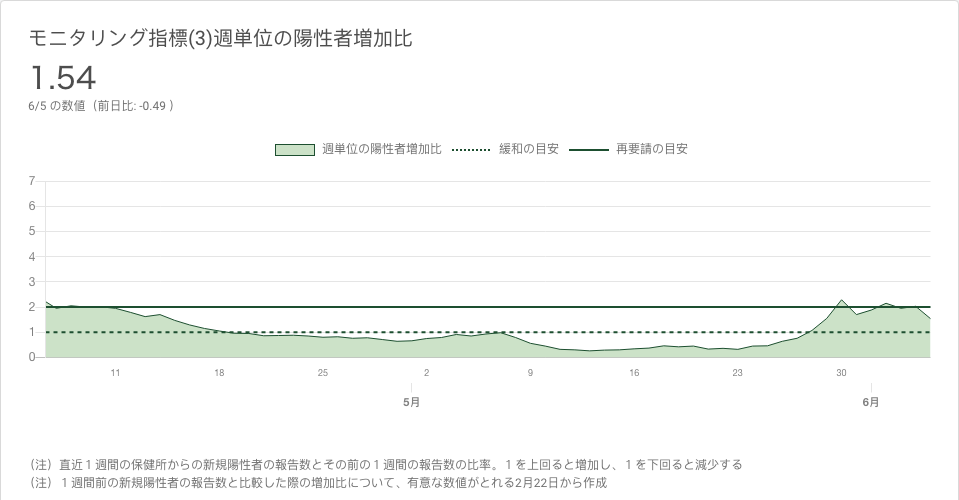 モニタリング指標(3)週単位の陽性者増加比
1.54
6/5 の数値（前日比: -0.49 ）
週単位の陽性者増加比 緩和の目安 再要請の目安
7
6
5
4
3
2
1
0
11 18 25 2 9 16 23 30
5月 6月
（注）直近１週間の保健所からの新規陽性者の報告数とその前の１週間の報告数の比率。１を上回ると増加し、１を下回ると減少する
（注）１週間前の新規陽性者の報告数と比較した際の増加比について、有意な数値がとれる2月22日から作成